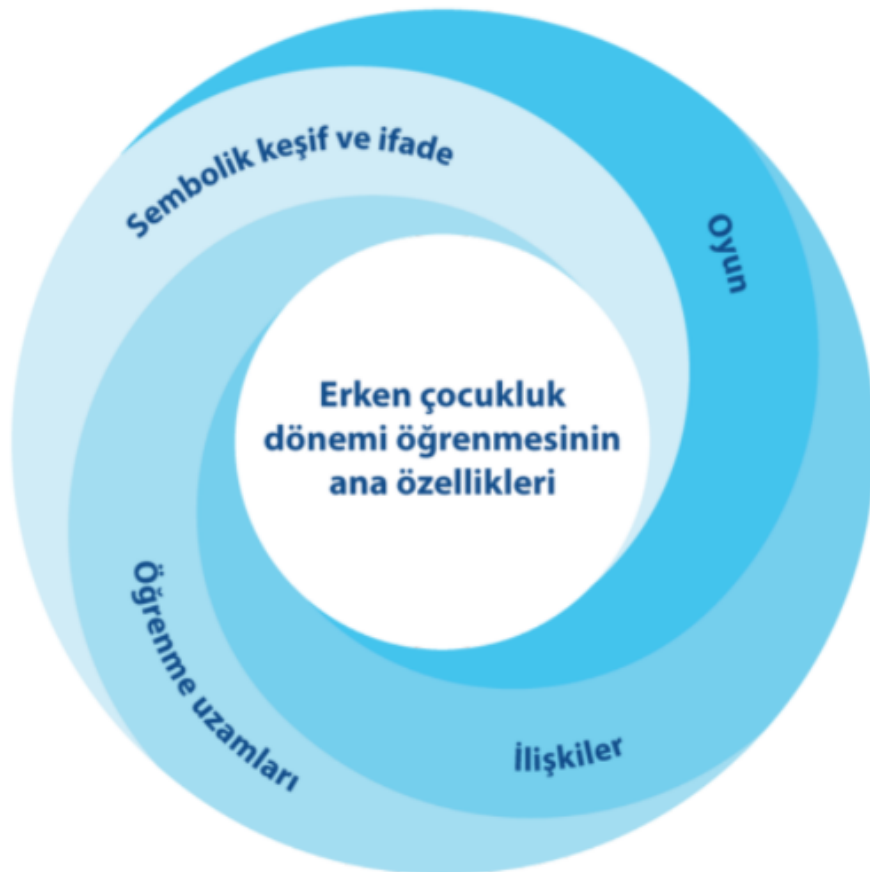 Sembolik keşif ve ifade
Oyun
Erken çocukluk
dönemi öğrenmesinin
ana özellikleri
Öğrenme uzamları
İlişkiler